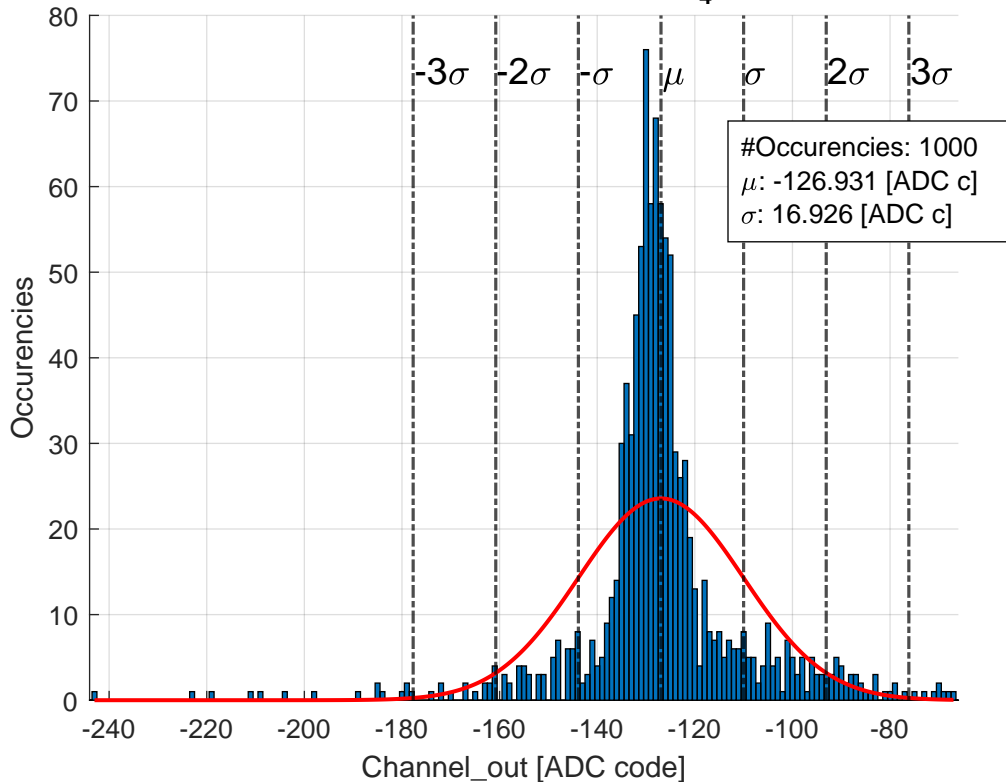 4
80
70
60
50
40
30
20
10
0
-3σ -2σ -σ μ σ 2σ 3σ
#Occurencies: 1000
μ: -126.931 [ADC c]
σ: 16.926 [ADC c]
Occurencies
-240 -220 -200 -180 -160 -140 -120 -100 -80
Channel_out [ADC code]